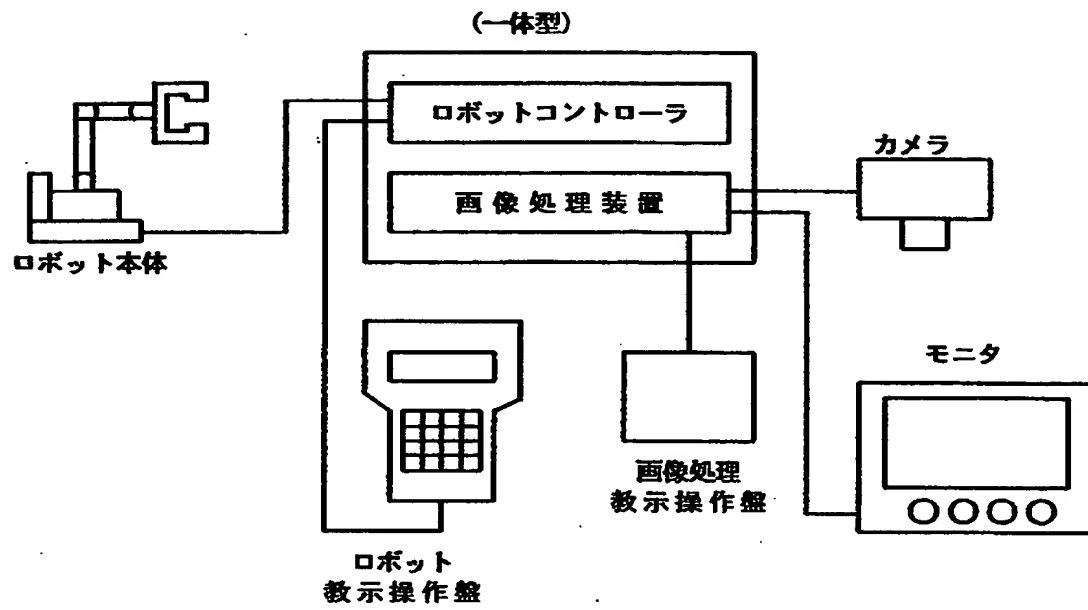 (一体型)
ロボットコントローラ
カメラ
画像処理装置
ロボット本体
モニタ
画像処理
教示操作盤
ロボット
教示操作盤